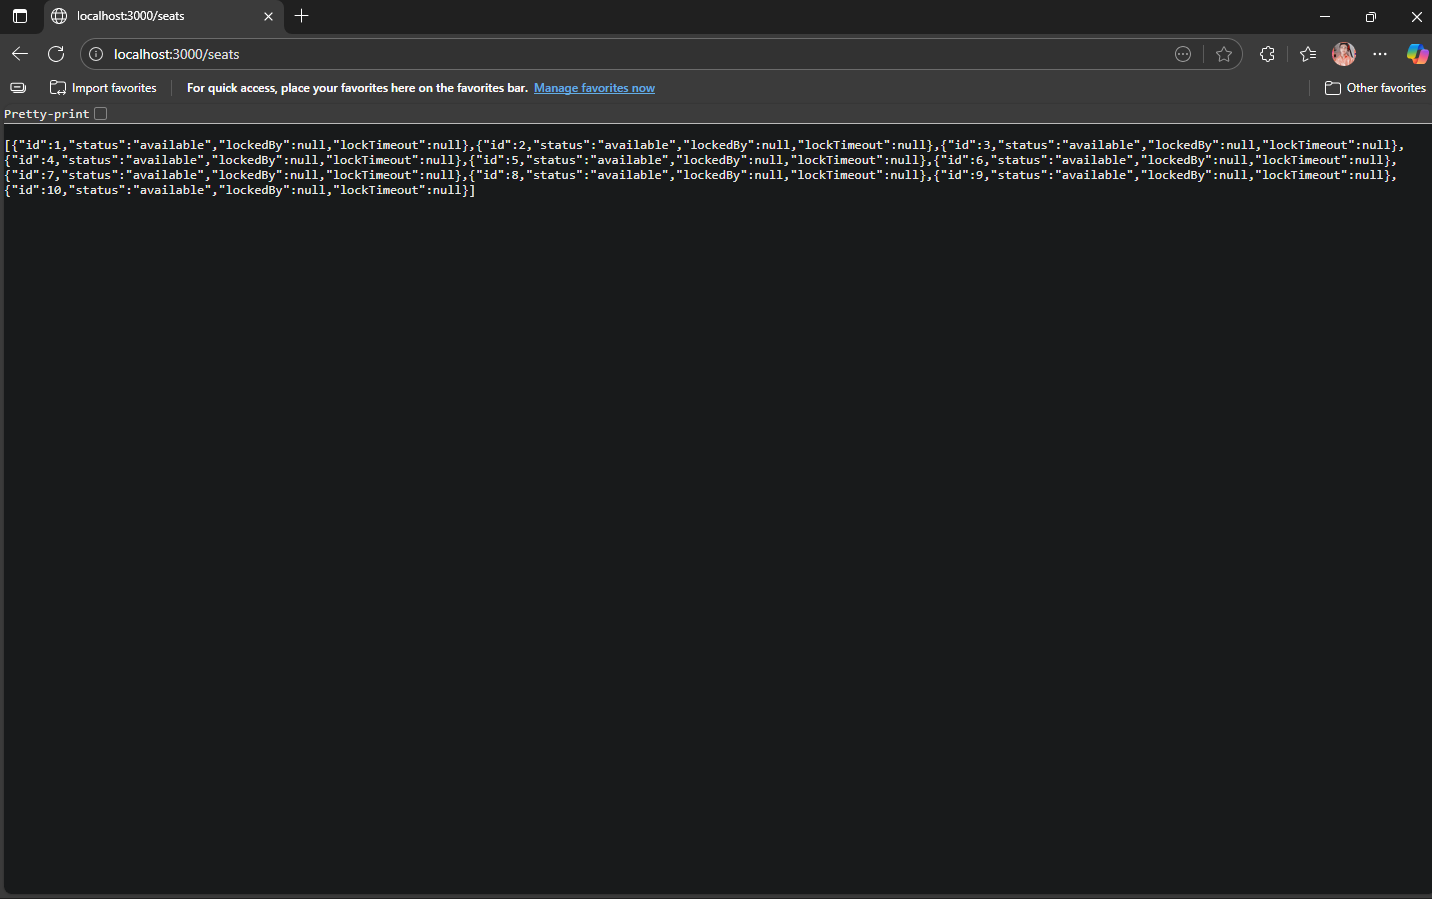 localhost:3000/seats
localhost:3000/seats
Import favorites For quick access, place your favorites here on the favorites bar. Manage favorites now Other favorites
Pretty-print
[{"id":1,"status":"available","lockedBy":null,"lockTimeout":null},{"id":2,"status":"available","lockedBy":null,"lockTimeout":null},{"id":3,"status":"available","lockedBy":null,"lockTimeout":null},
{"id":4,"status":"available","lockedBy":null,"lockTimeout":null},{"id":5,"status":"available","lockedBy":null,"lockTimeout":null},{"id":6,"status":"available","lockedBy":null,"lockTimeout":null},
{"id":7,"status":"available","lockedBy":null,"lockTimeout":null},{"id":8,"status":"available","lockedBy":null,"lockTimeout":null},{"id":9,"status":"available","lockedBy":null,"lockTimeout":null},
{"id":10,"status":"available","lockedBy":null,"lockTimeout":null}]